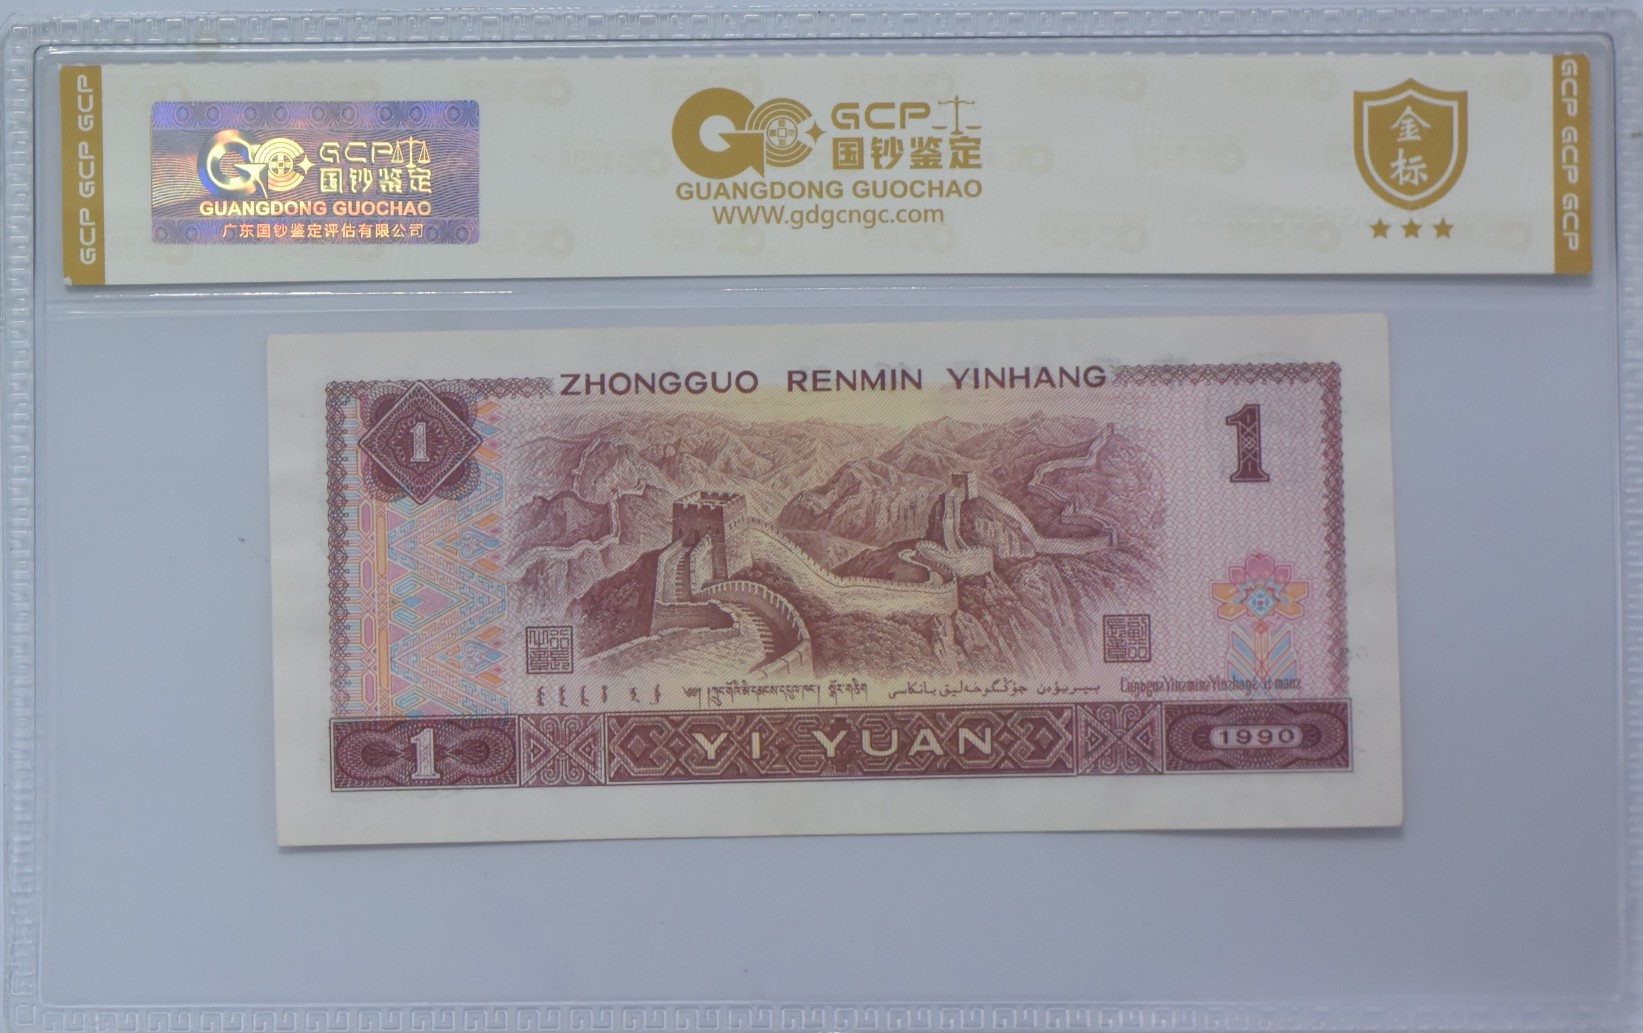 GCP GCP GCP
GCP 国钞鉴定
GUANGDONG GUOCHAO
广东国钞鉴定评估有限公司
GCP
国钞鉴定
GUANGDONG GUOCHAO
WWW.gdgcngc.com
金标
GCP GCP GCP GCP
ZHONGGUO RENMIN YINHANG
1
1
YI YUAN
1
1990